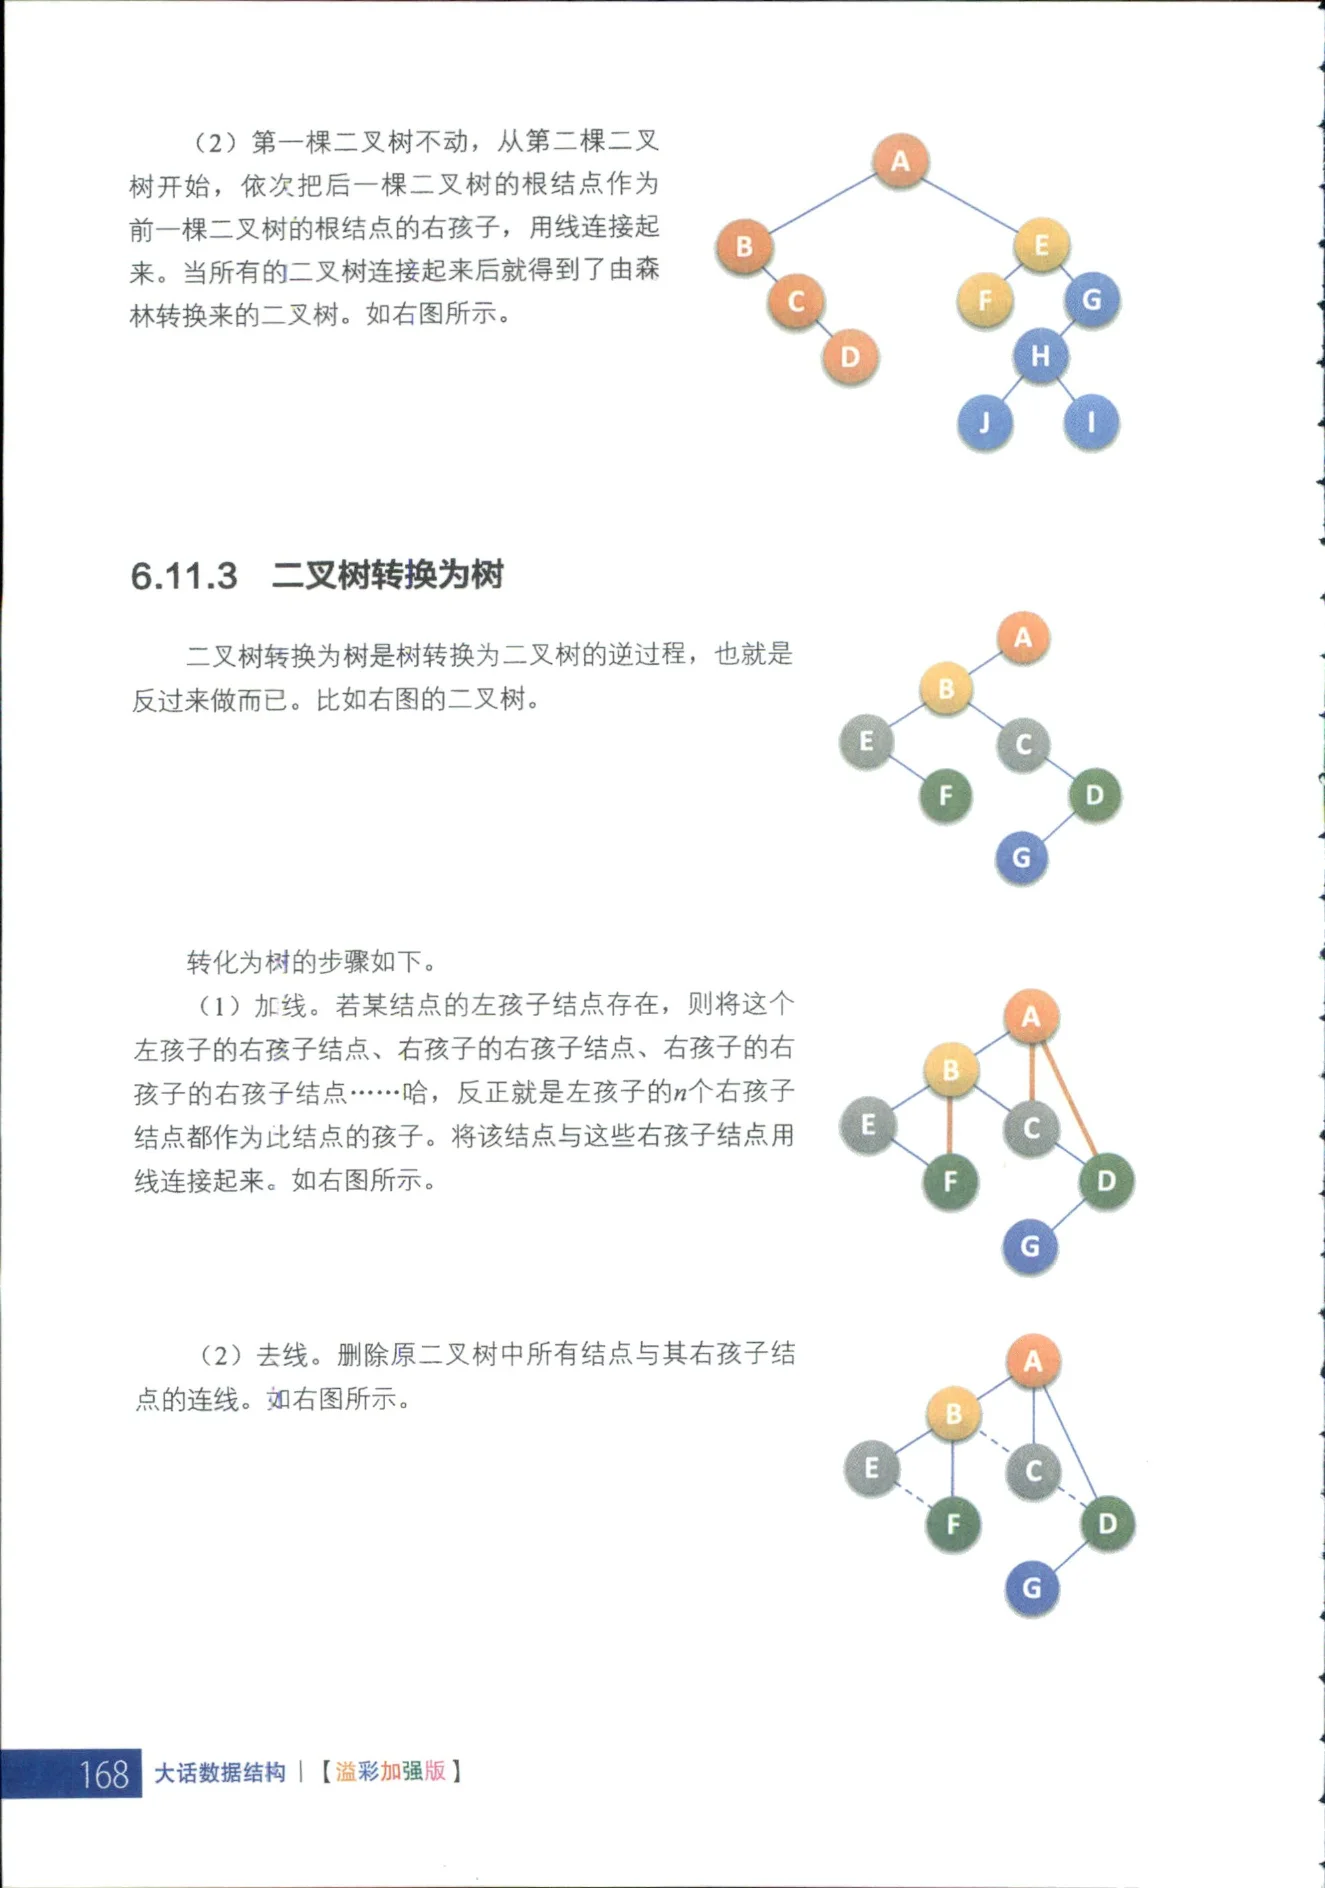 （2）第一棵二叉树不动，从第二棵二叉
树开始，依次把后一棵二叉树的根结点作为
前一棵二叉树的根结点的右孩子，用线连接起
来。当所有的二叉树连接起来后就得到了由森
林转换来的二叉树。如右图所示。
A
B
E
C
F
G
D
H
J
I
6.11.3 二叉树转换为树
二叉树转换为树是树转换为二叉树的逆过程，也就是
反过来做而已。比如右图的二叉树。
A
B
E
C
F
D
G
转化为树的步骤如下。
（1）加线。若某结点的左孩子结点存在，则将这个
左孩子的右孩子结点、右孩子的右孩子结点、右孩子的右
孩子的右孩子结点……哈，反正就是左孩子的n个右孩子
结点都作为此结点的孩子。将该结点与这些右孩子结点用
线连接起来。如右图所示。
A
B
E
C
F
D
G
（2）去线。删除原二叉树中所有结点与其右孩子结
点的连线。如右图所示。
A
B
E
C
F
D
G
168 大话数据结构 | 【溢彩加强版】